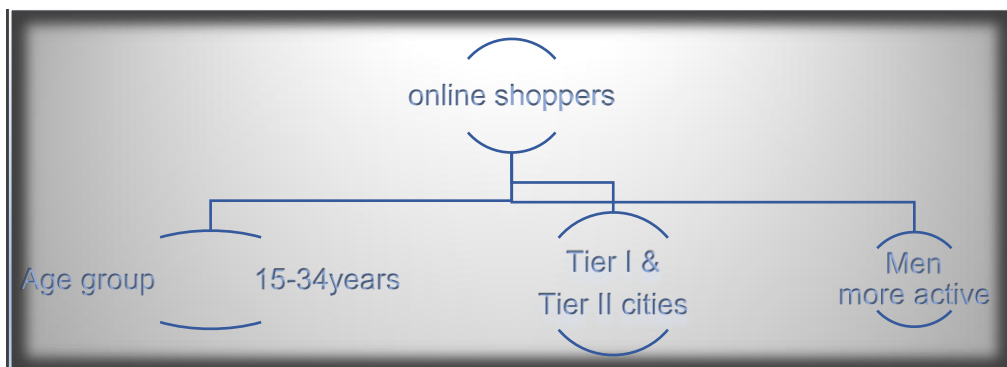 online shoppers
Age group 15-34years
Tier I &
Tier II cities
Men
more active